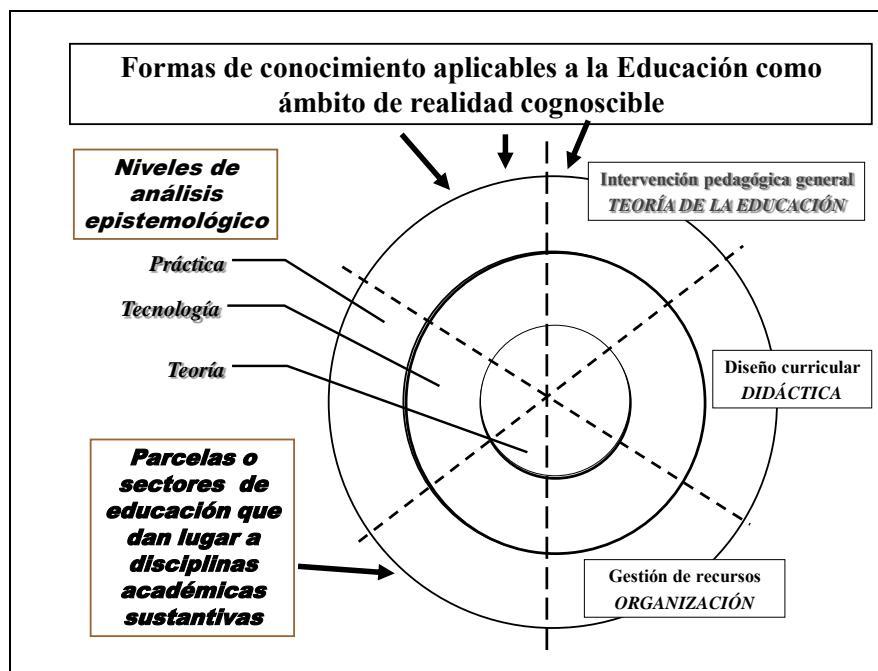 Formas de conocimiento aplicables a la Educación como
ámbito de realidad cognoscible
Niveles de
análisis
epistemológico
Intervención pedagógica general
TEORÍA DE LA EDUCACIÓN
Práctica
Tecnología
Teoría
Diseño curricular
DIDÁCTICA
Parcelas o
sectores de
educación que
dan lugar a
disciplinas
académicas
sustantivas
Gestión de recursos
ORGANIZACIÓN